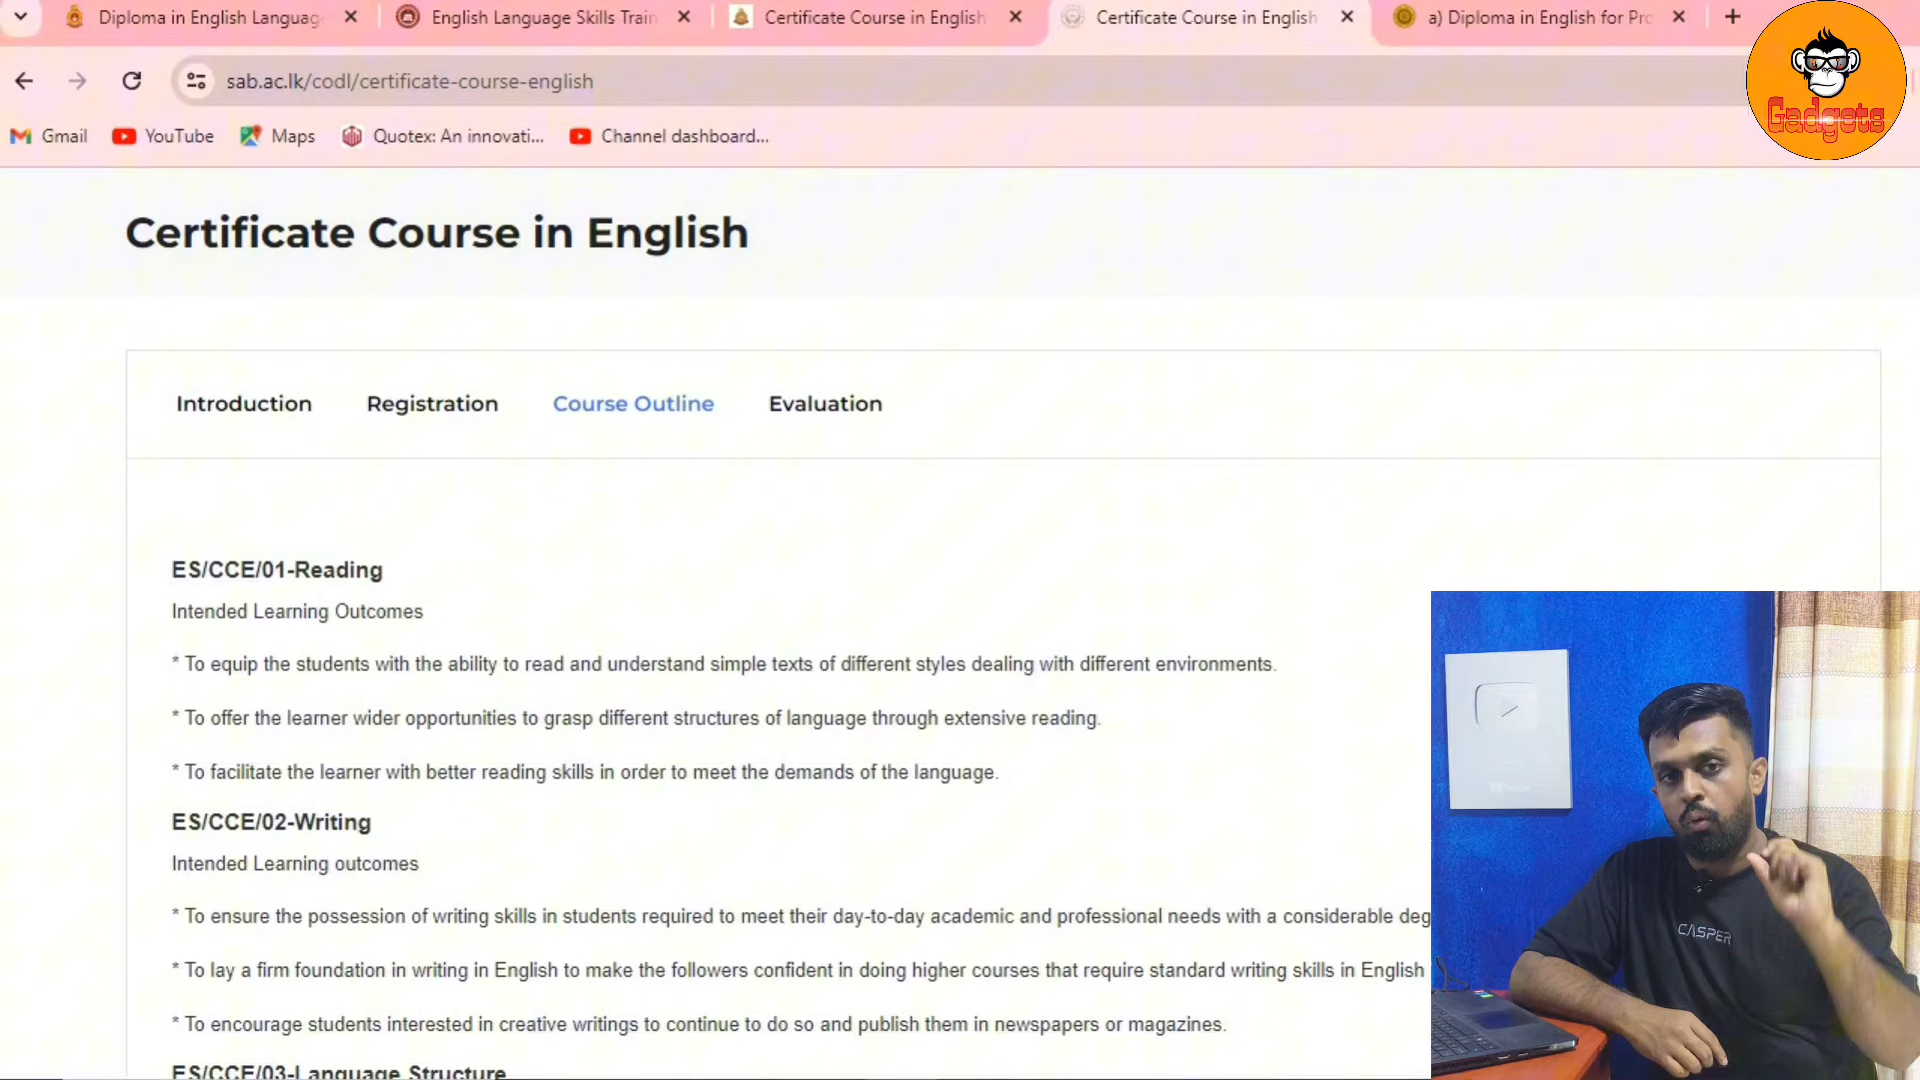 Diploma in English Languag
English Language Skills Train
Certificate Course in English
Certificate Course in English
a) Diploma in English for Pro
sab.ac.lk/codl/certificate-course-english
Gmail
YouTube
Maps
Quotex: An innovati...
Channel dashboard...
Gadgets
Certificate Course in English
Introduction
Registration
Course Outline
Evaluation
ES/CCE/01-Reading
Intended Learning Outcomes
* To equip the students with the ability to read and understand simple texts of different styles dealing with different environments.
* To offer the learner wider opportunities to grasp different structures of language through extensive reading.
* To facilitate the learner with better reading skills in order to meet the demands of the language.
ES/CCE/02-Writing
Intended Learning outcomes
* To ensure the possession of writing skills in students required to meet their day-to-day academic and professional needs with a considerable deg
* To lay a firm foundation in writing in English to make the followers confident in doing higher courses that require standard writing skills in English
* To encourage students interested in creative writings to continue to do so and publish them in newspapers or magazines.
ES/CCE/03-Language Structure
CASPER